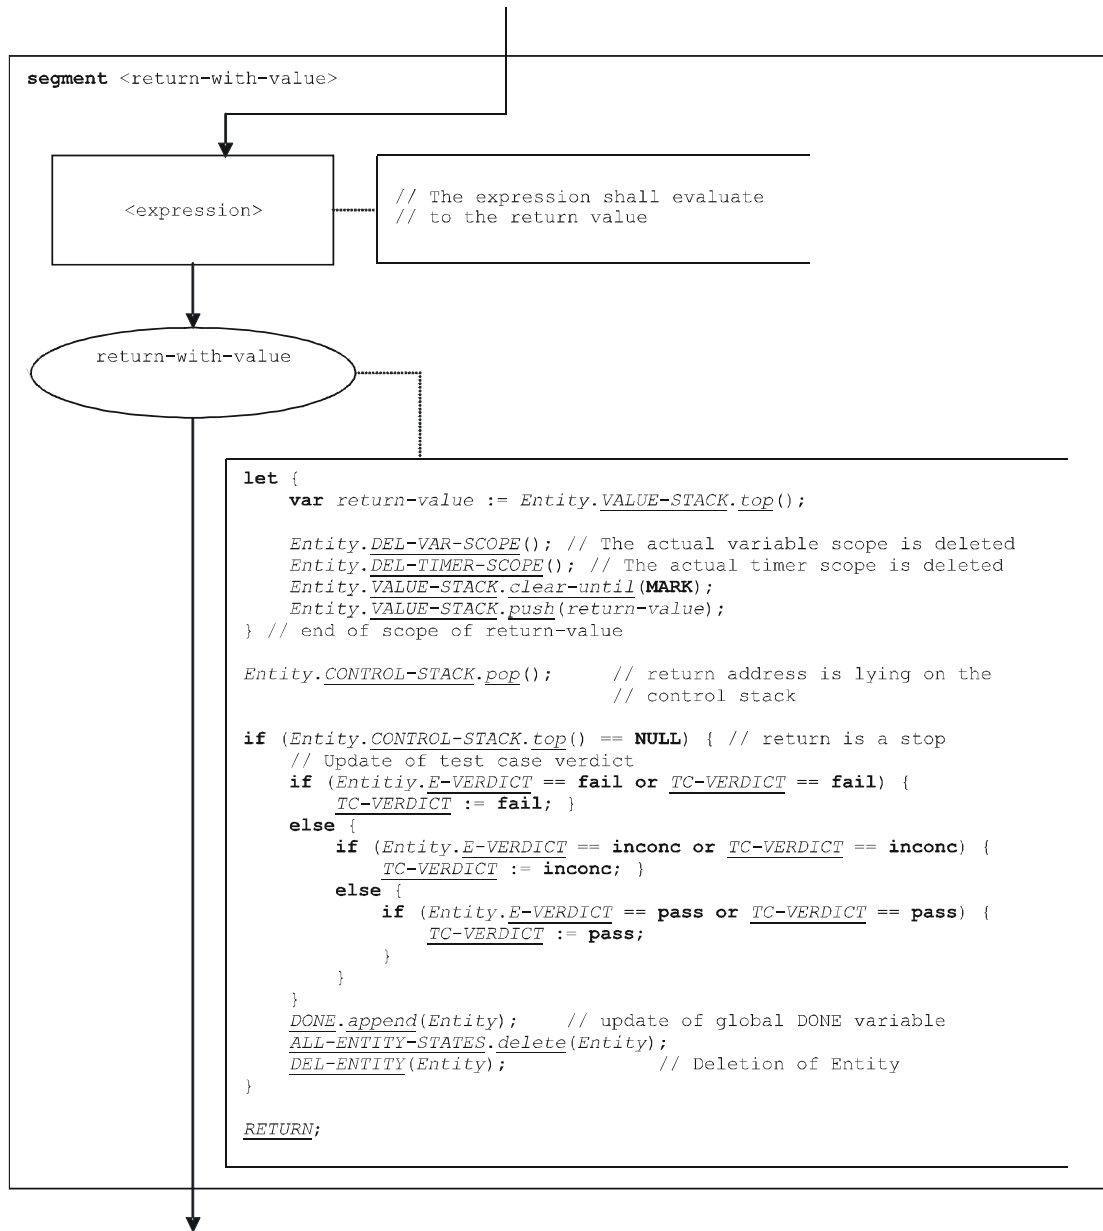 segment <return-with-value>
<expression>
// The expression shall evaluate
// to the return value
return-with-value
let {
var return-value := Entity.VALUE-STACK.top();
Entity.DEL-VAR-SCOPE(); // The actual variable scope is deleted
Entity.DEL-TIMER-SCOPE(); // The actual timer scope is deleted
Entity.VALUE-STACK.clear-until(MARK);
Entity.VALUE-STACK.push(return-value);
} // end of scope of return-value
Entity.CONTROL-STACK.pop(); // return address is lying on the
// control stack
if (Entity.CONTROL-STACK.top() == NULL) { // return is a stop
// Update of test case verdict
if (Entitiy.E-VERDICT == fail or TC-VERDICT == fail) {
TC-VERDICT := fail; }
else {
if (Entity.E-VERDICT == inconc or TC-VERDICT == inconc) {
TC-VERDICT := inconc; }
else {
if (Entity.E-VERDICT == pass or TC-VERDICT == pass) {
TC-VERDICT := pass;
}
}
}
DONE.append(Entity); // update of global DONE variable
ALL-ENTITY-STATES.delete(Entity);
DEL-ENTITY(Entity); // Deletion of Entity
}
RETURN;